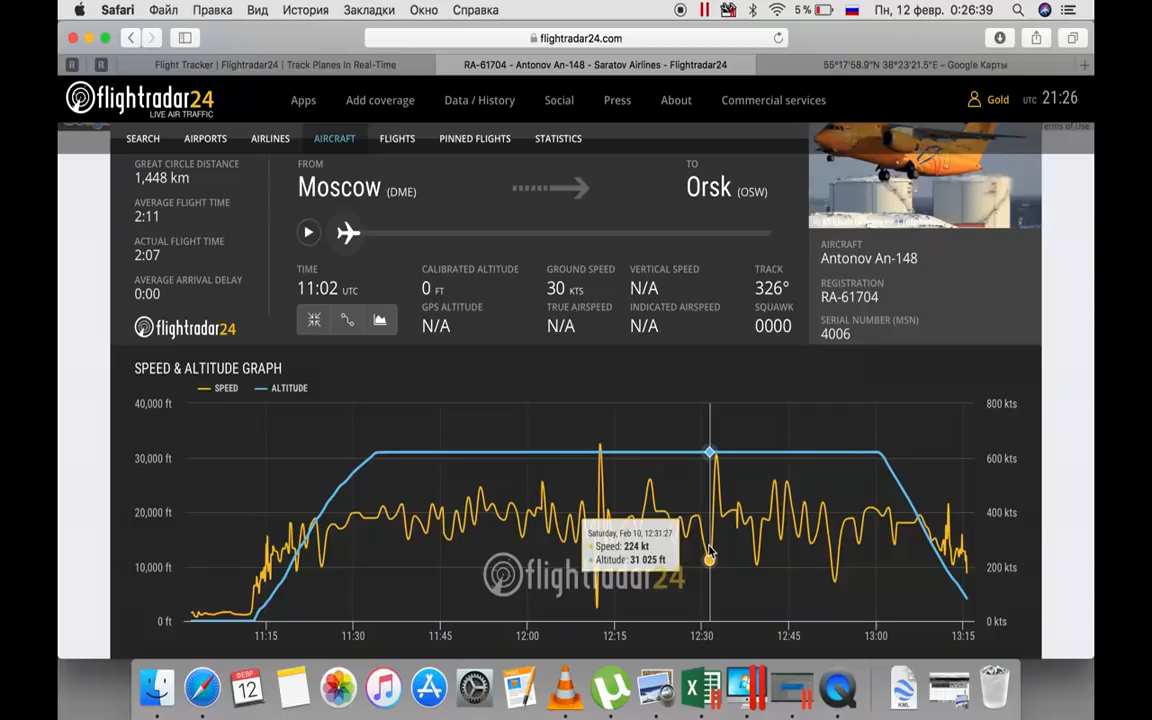 Safari Файл Правка Вид История Закладки Окно Справка 5 % Пн, 12 февр. 0:26:39
flightradar24.com
Flight Tracker | Flightradar24 | Track Planes In Real-Time RA-61704 - Antonov An-148 - Saratov Airlines - Flightradar24 55°17'58.9"N 38°23'21.5"E – Google Карты
flightradar24
LIVE AIR TRAFFIC
Apps Add coverage Data / History Social Press About Commercial services Gold UTC 21:26
SEARCH AIRPORTS AIRLINES AIRCRAFT FLIGHTS PINNED FLIGHTS STATISTICS
GREAT CIRCLE DISTANCE
1,448 km
AVERAGE FLIGHT TIME
2:11
ACTUAL FLIGHT TIME
2:07
AVERAGE ARRIVAL DELAY
0:00
flightradar24
FROM TO
Moscow (DME) Orsk (OSW)
TIME CALIBRATED ALTITUDE GROUND SPEED VERTICAL SPEED TRACK
11:02 UTC 0 FT 30 KTS N/A 326°
GPS ALTITUDE TRUE AIRSPEED INDICATED AIRSPEED SQUAWK
N/A N/A N/A 0000
AIRCRAFT
Antonov An-148
REGISTRATION
RA-61704
SERIAL NUMBER (MSN)
4006
SPEED & ALTITUDE GRAPH
SPEED ALTITUDE
40,000 ft 800 kts
30,000 ft 600 kts
20,000 ft 400 kts
10,000 ft 200 kts
0 ft 0 kts
Saturday, Feb 10, 12:31:27
Speed: 224 kt
Altitude: 31 025 ft
flightradar24
11:15 11:30 11:45 12:00 12:15 12:30 12:45 13:00 13:15
12
KML